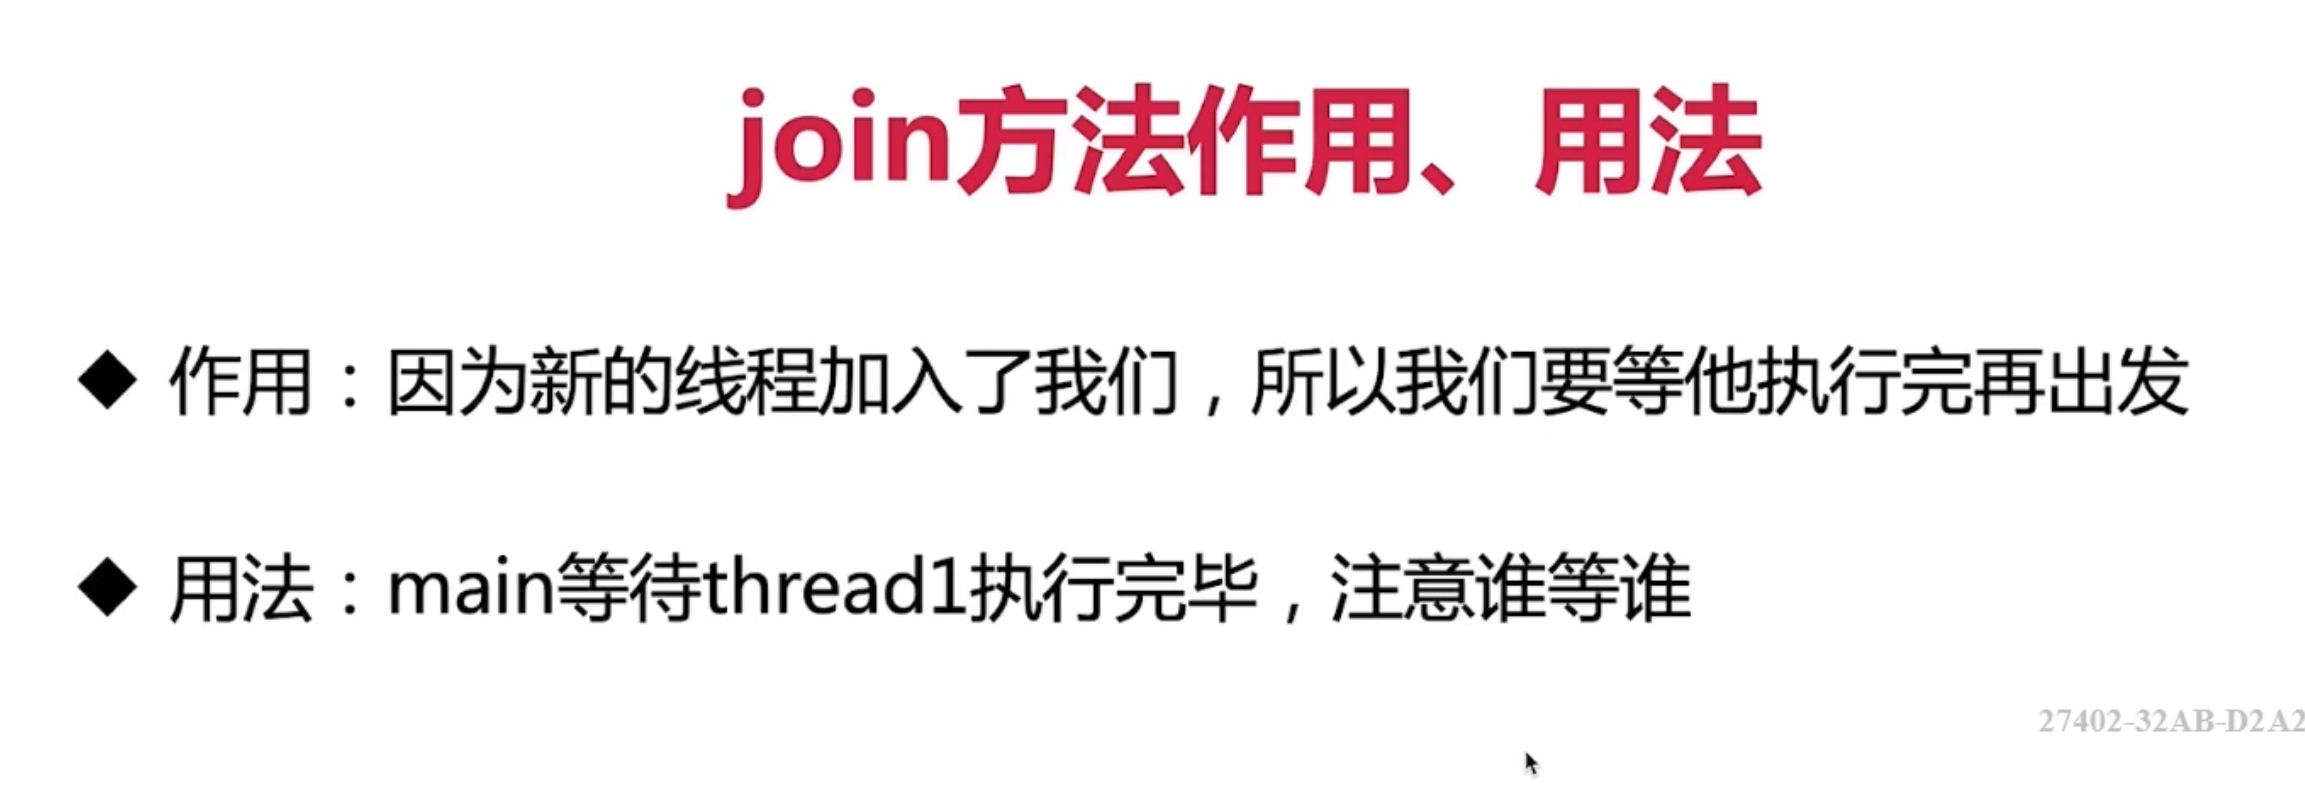 join方法作用、用法
◆ 作用：因为新的线程加入了我们，所以我们要等他执行完再出发
◆ 用法：main等待thread1执行完毕，注意谁等谁
27402-32AB-D2A2